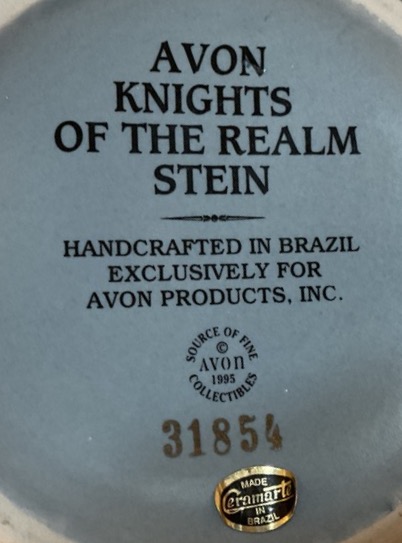 AVON
KNIGHTS
OF THE REALM
STEIN
HANDCRAFTED IN BRAZIL
EXCLUSIVELY FOR
AVON PRODUCTS, INC.
SOURCE OF FINE
©
AVON
1995
COLLECTIBLES
31854
MADE
Ceramarte
IN
BRAZIL